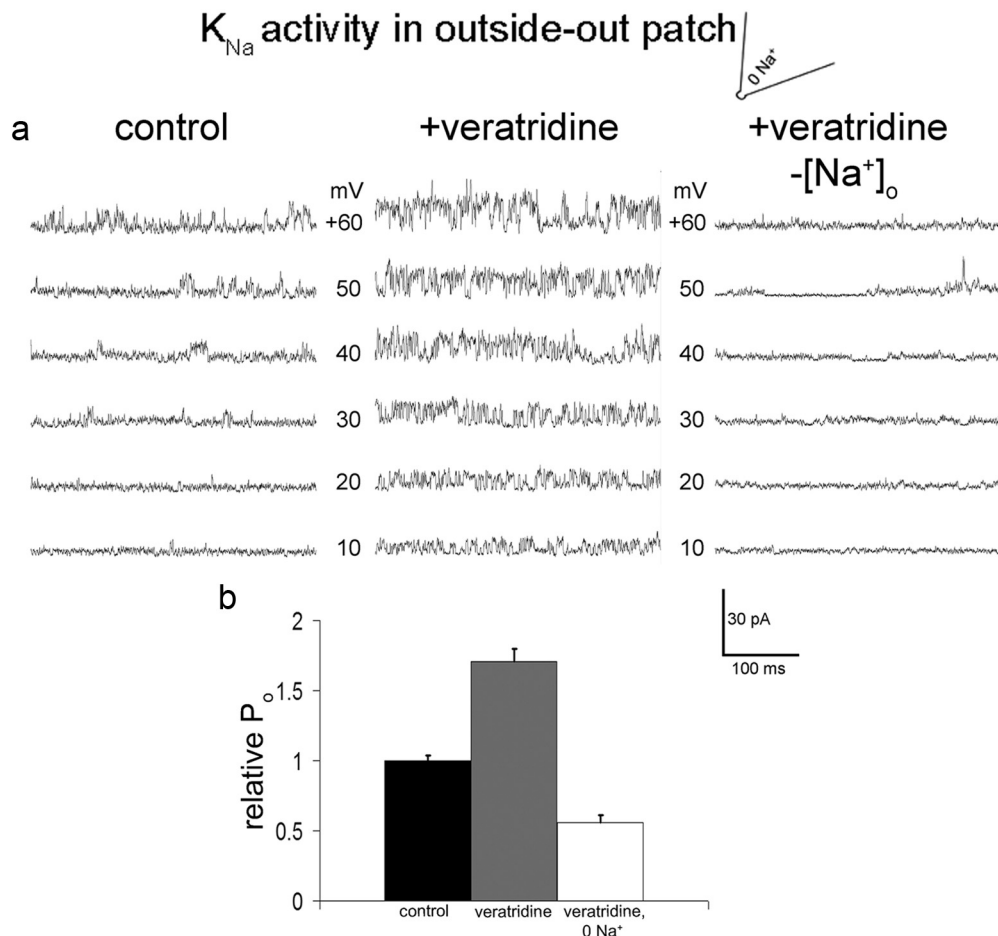 K_Na activity in outside-out patch
0 Na⁺
a
control
+veratridine
+veratridine
-[Na⁺]ₒ
mV
mV
+60
+60
50
50
40
40
30
30
20
20
10
10
b
30 pA
100 ms
relative Pₒ
2
1.5
1
0.5
0
control
veratridine
veratridine,
0 Na⁺